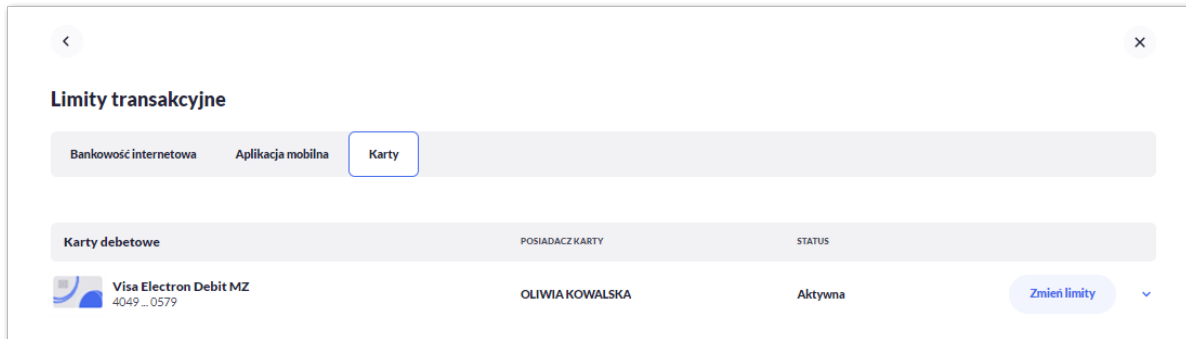 Limity transakcyjne
Bankowość internetowa Aplikacja mobilna Karty
Karty debetowe POSIADACZ KARTY STATUS
Visa Electron Debit MZ
4049 ... 0579
OLIWIA KOWALSKA Aktywna Zmień limity